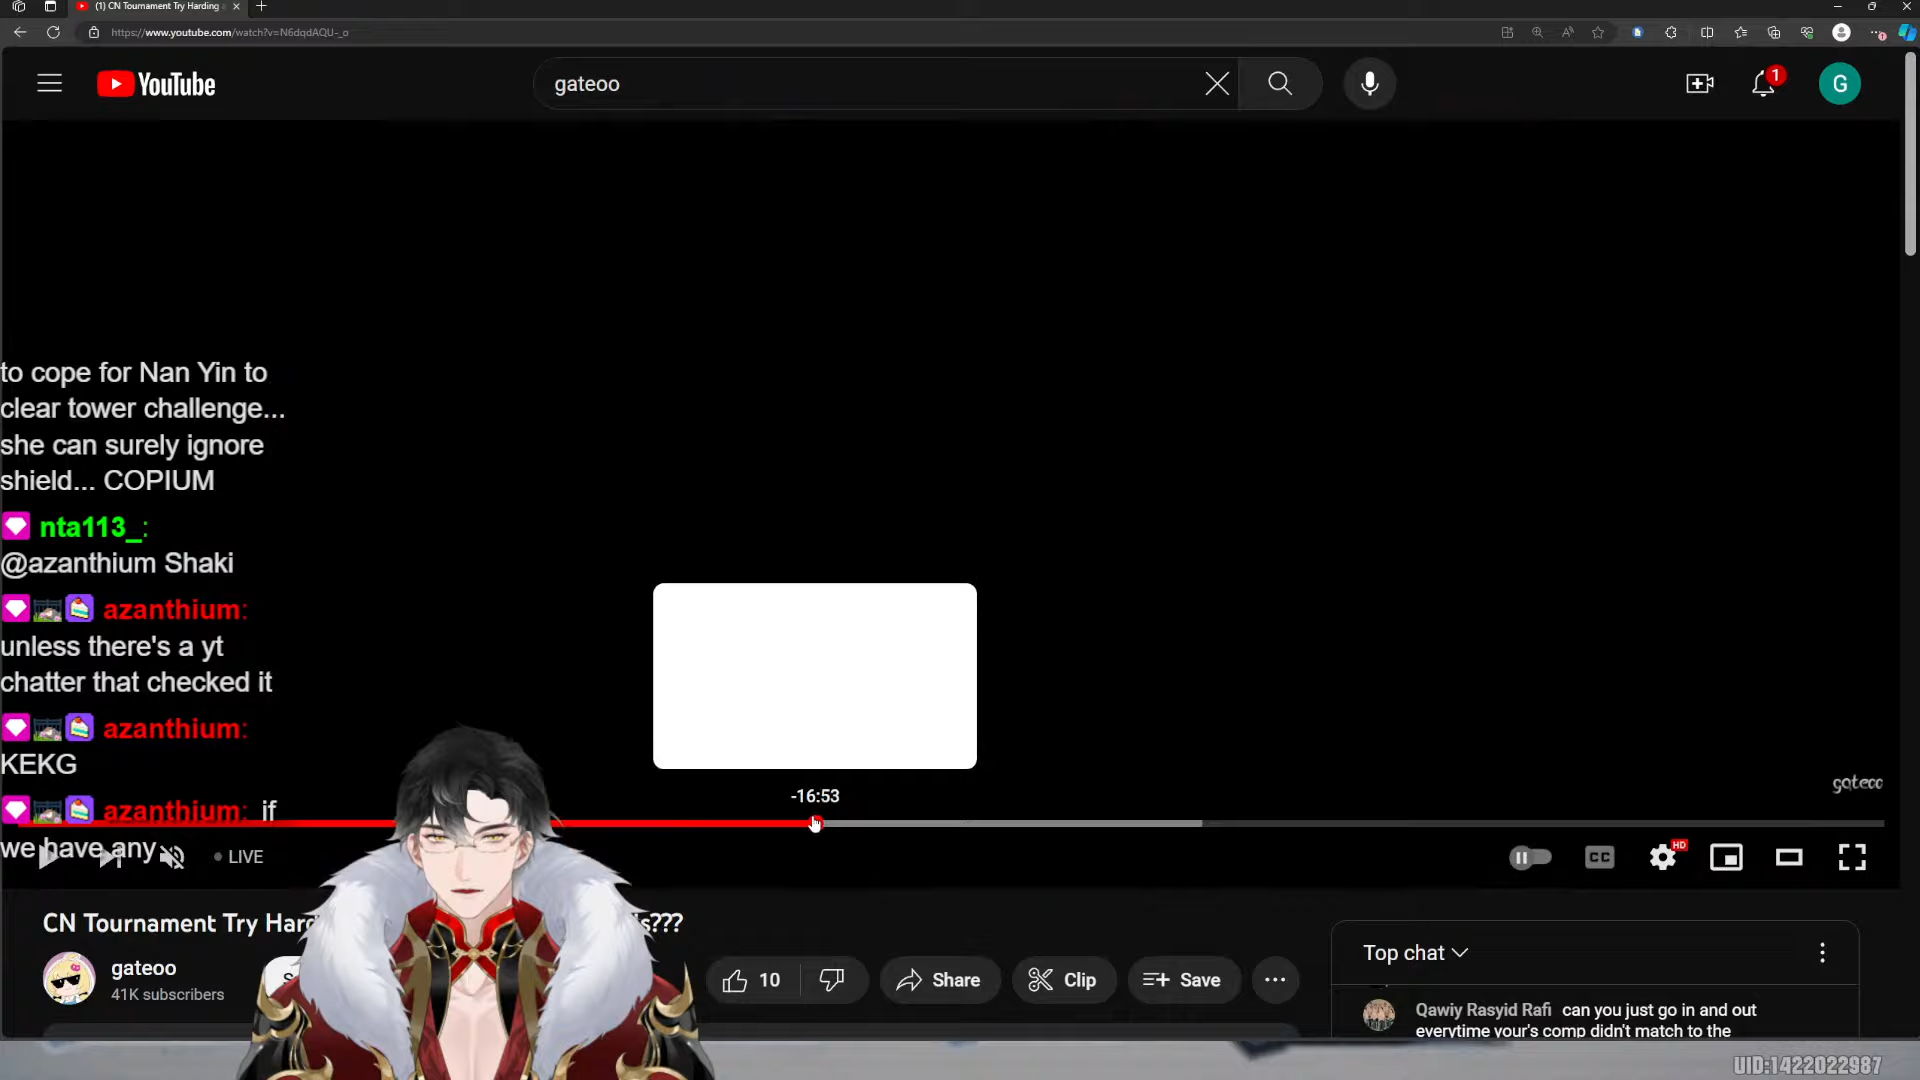 (1) CN Tournament Try Harding
https://www.youtube.com/watch?v=N6dqdAQU-_o
YouTube
gateoo
1
G
to cope for Nan Yin to
clear tower challenge...
she can surely ignore
shield... COPIUM
nta113_:
@azanthium Shaki
azanthium:
unless there's a yt
chatter that checked it
azanthium:
KEKG
azanthium: if
we have any
-16:53
gateoo
LIVE
CC
HD
CN Tournament Try Har
s???
gateoo
41K subscribers
S
10
Share
Clip
Save
Top chat
Qawiy Rasyid Rafi can you just go in and out
everytime your's comp didn't match to the
UID:1422022987